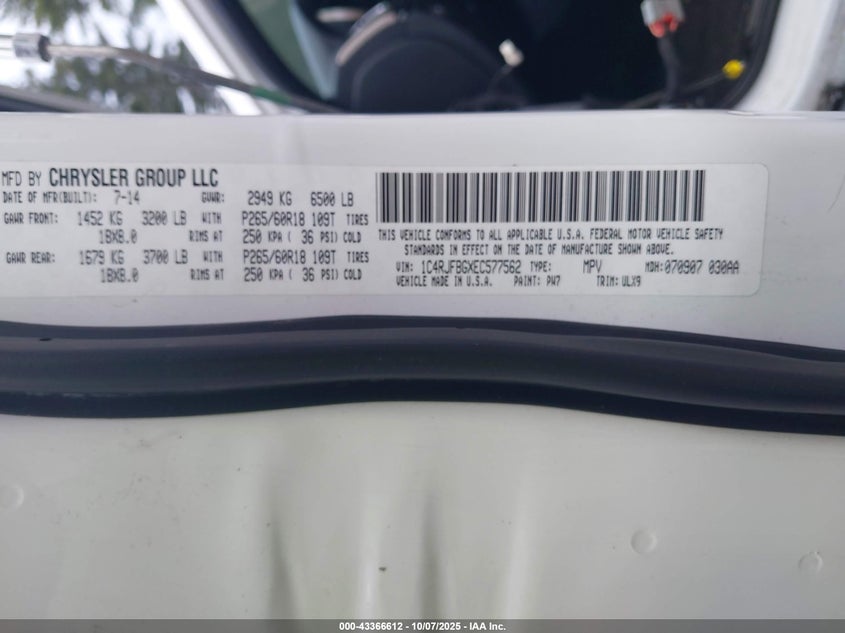 MFD BY CHRYSLER GROUP LLC
DATE OF MFR(BUILT): 7-14 GVWR: 2949 KG 6500 LB
GAWR FRONT: 1452 KG 3200 LB WITH P265/60R18 109T TIRES
18X8.0 RIMS AT 250 KPA ( 36 PSI) COLD
GAWR REAR: 1679 KG 3700 LB WITH P265/60R18 109T TIRES
18X8.0 RIMS AT 250 KPA ( 36 PSI) COLD
THIS VEHICLE CONFORMS TO ALL APPLICABLE U.S.A. FEDERAL MOTOR VEHICLE SAFETY
STANDARDS IN EFFECT ON THE DATE OF MANUFACTURE SHOWN ABOVE.
VIN: 1C4RJFBGXEC577562 TYPE: MPV MDH: 070907 030AA
VEHICLE MADE IN U.S.A. PAINT: PW7 TRIM: ULX9
000-43366612 | 10/07/2025 - IAA Inc.